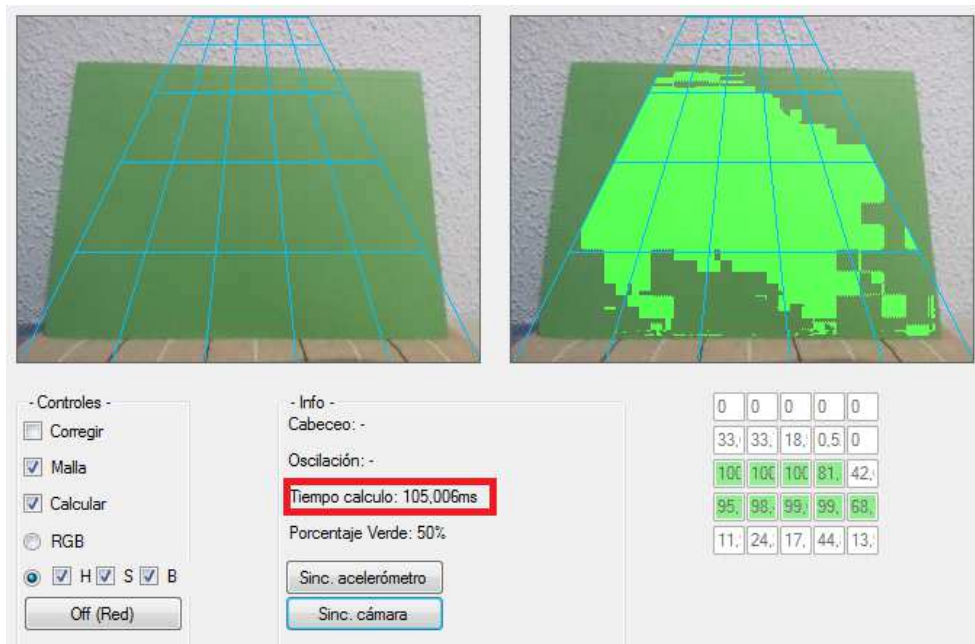 - Controles -
Corregir
Malla
Calcular
RGB
H S B
Off (Red)
- Info -
Cabeceo: -
Oscilación: -
Tiempo calculo: 105,006ms
Porcentaje Verde: 50%
Sinc. acelerómetro
Sinc. cámara
0 0 0 0 0
33, 33, 18, 0,5 0
100 100 100 81, 42,
95, 98, 99, 99, 68,
11, 24, 17, 44, 13,